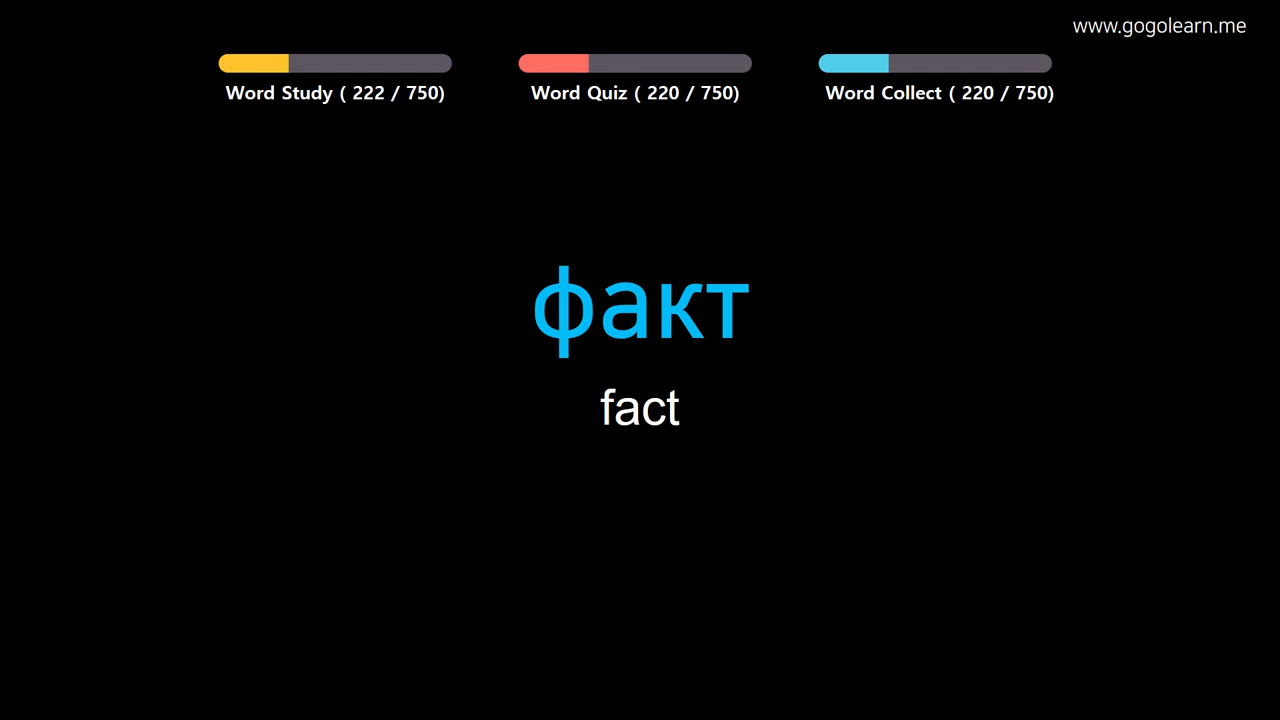 www.gogolearn.me
Word Study ( 222 / 750)
Word Quiz ( 220 / 750)
Word Collect ( 220 / 750)
факт
fact